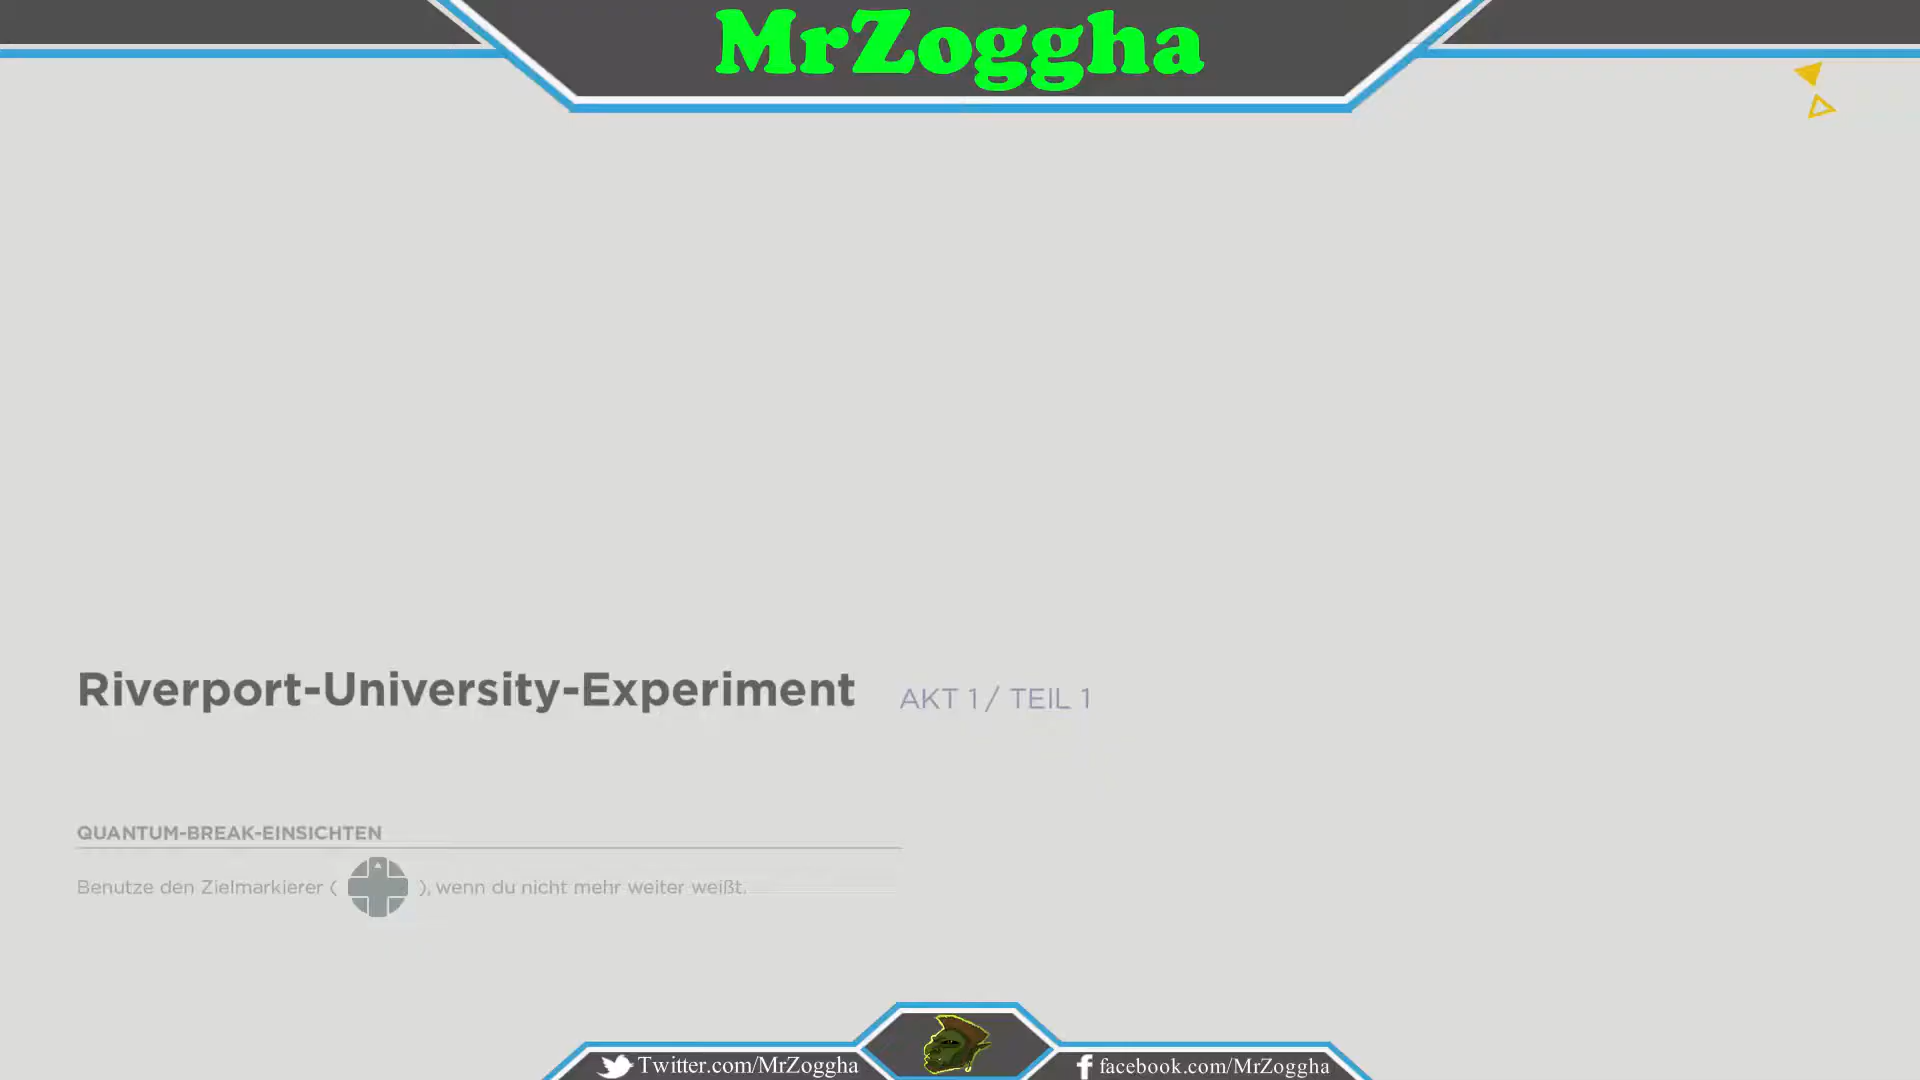 MrZoggha
Riverport-University-Experiment AKT 1 / TEIL 1
QUANTUM-BREAK-EINSICHTEN
Benutze den Zielmarkierer ( ), wenn du nicht mehr weiter weißt.
Twitter.com/MrZoggha
facebook.com/MrZoggha